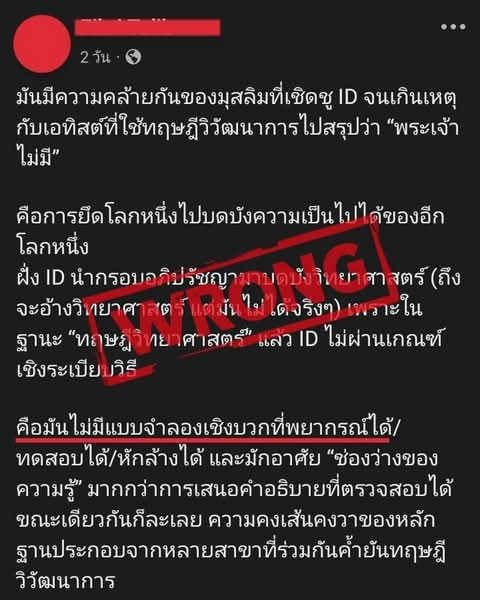 2 วัน
มันมีความคล้ายกันของมุสลิมที่เชิดชู ID จนเกินเหตุ
กับเอทิสต์ที่ใช้ทฤษฎีวิวัฒนาการไปสรุปว่า “พระเจ้า
ไม่มี”
คือการยึดโลกหนึ่งไปบดบังความเป็นไปได้ของอีก
โลกหนึ่ง
ฝั่ง ID นำกรอบอภิปรัชญามาบดบังวิทยาศาสตร์ (ถึง
จะอ้างวิทยาศาสตร์ แต่มันไม่ได้จริงๆ) เพราะใน
ฐานะ “ทฤษฎีวิทยาศาสตร์” แล้ว ID ไม่ผ่านเกณฑ์
เชิงระเบียบวิธี
WRONG
คือมันไม่มีแบบจำลองเชิงบวกที่พยากรณ์ได้/
ทดสอบได้/หักล้างได้ และมักอาศัย “ช่องว่างของ
ความรู้” มากกว่าการเสนอคำอธิบายที่ตรวจสอบได้
ขณะเดียวกันก็ละเลย ความคงเส้นคงวาของหลัก
ฐานประกอบจากหลายสาขาที่ร่วมกันค้ำยันทฤษฎี
วิวัฒนาการ